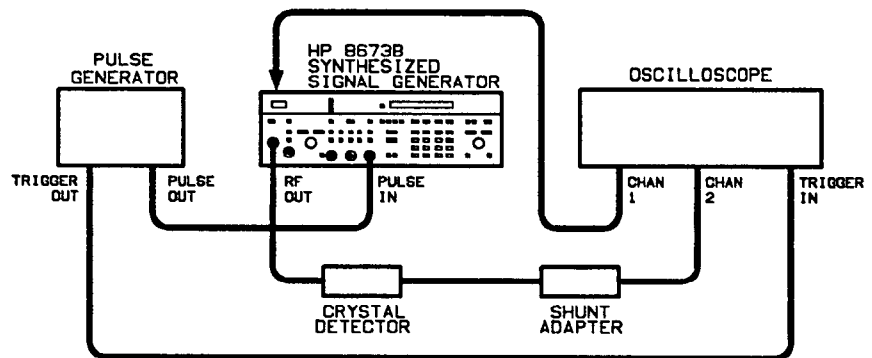 PULSE
GENERATOR
HP 8673B
SYNTHESIZED
SIGNAL GENERATOR
OSCILLOSCOPE
TRIGGER
OUT
PULSE
OUT
RF
OUT
PULSE
IN
CHAN
1
CHAN
2
TRIGGER
IN
CRYSTAL
DETECTOR
SHUNT
ADAPTER